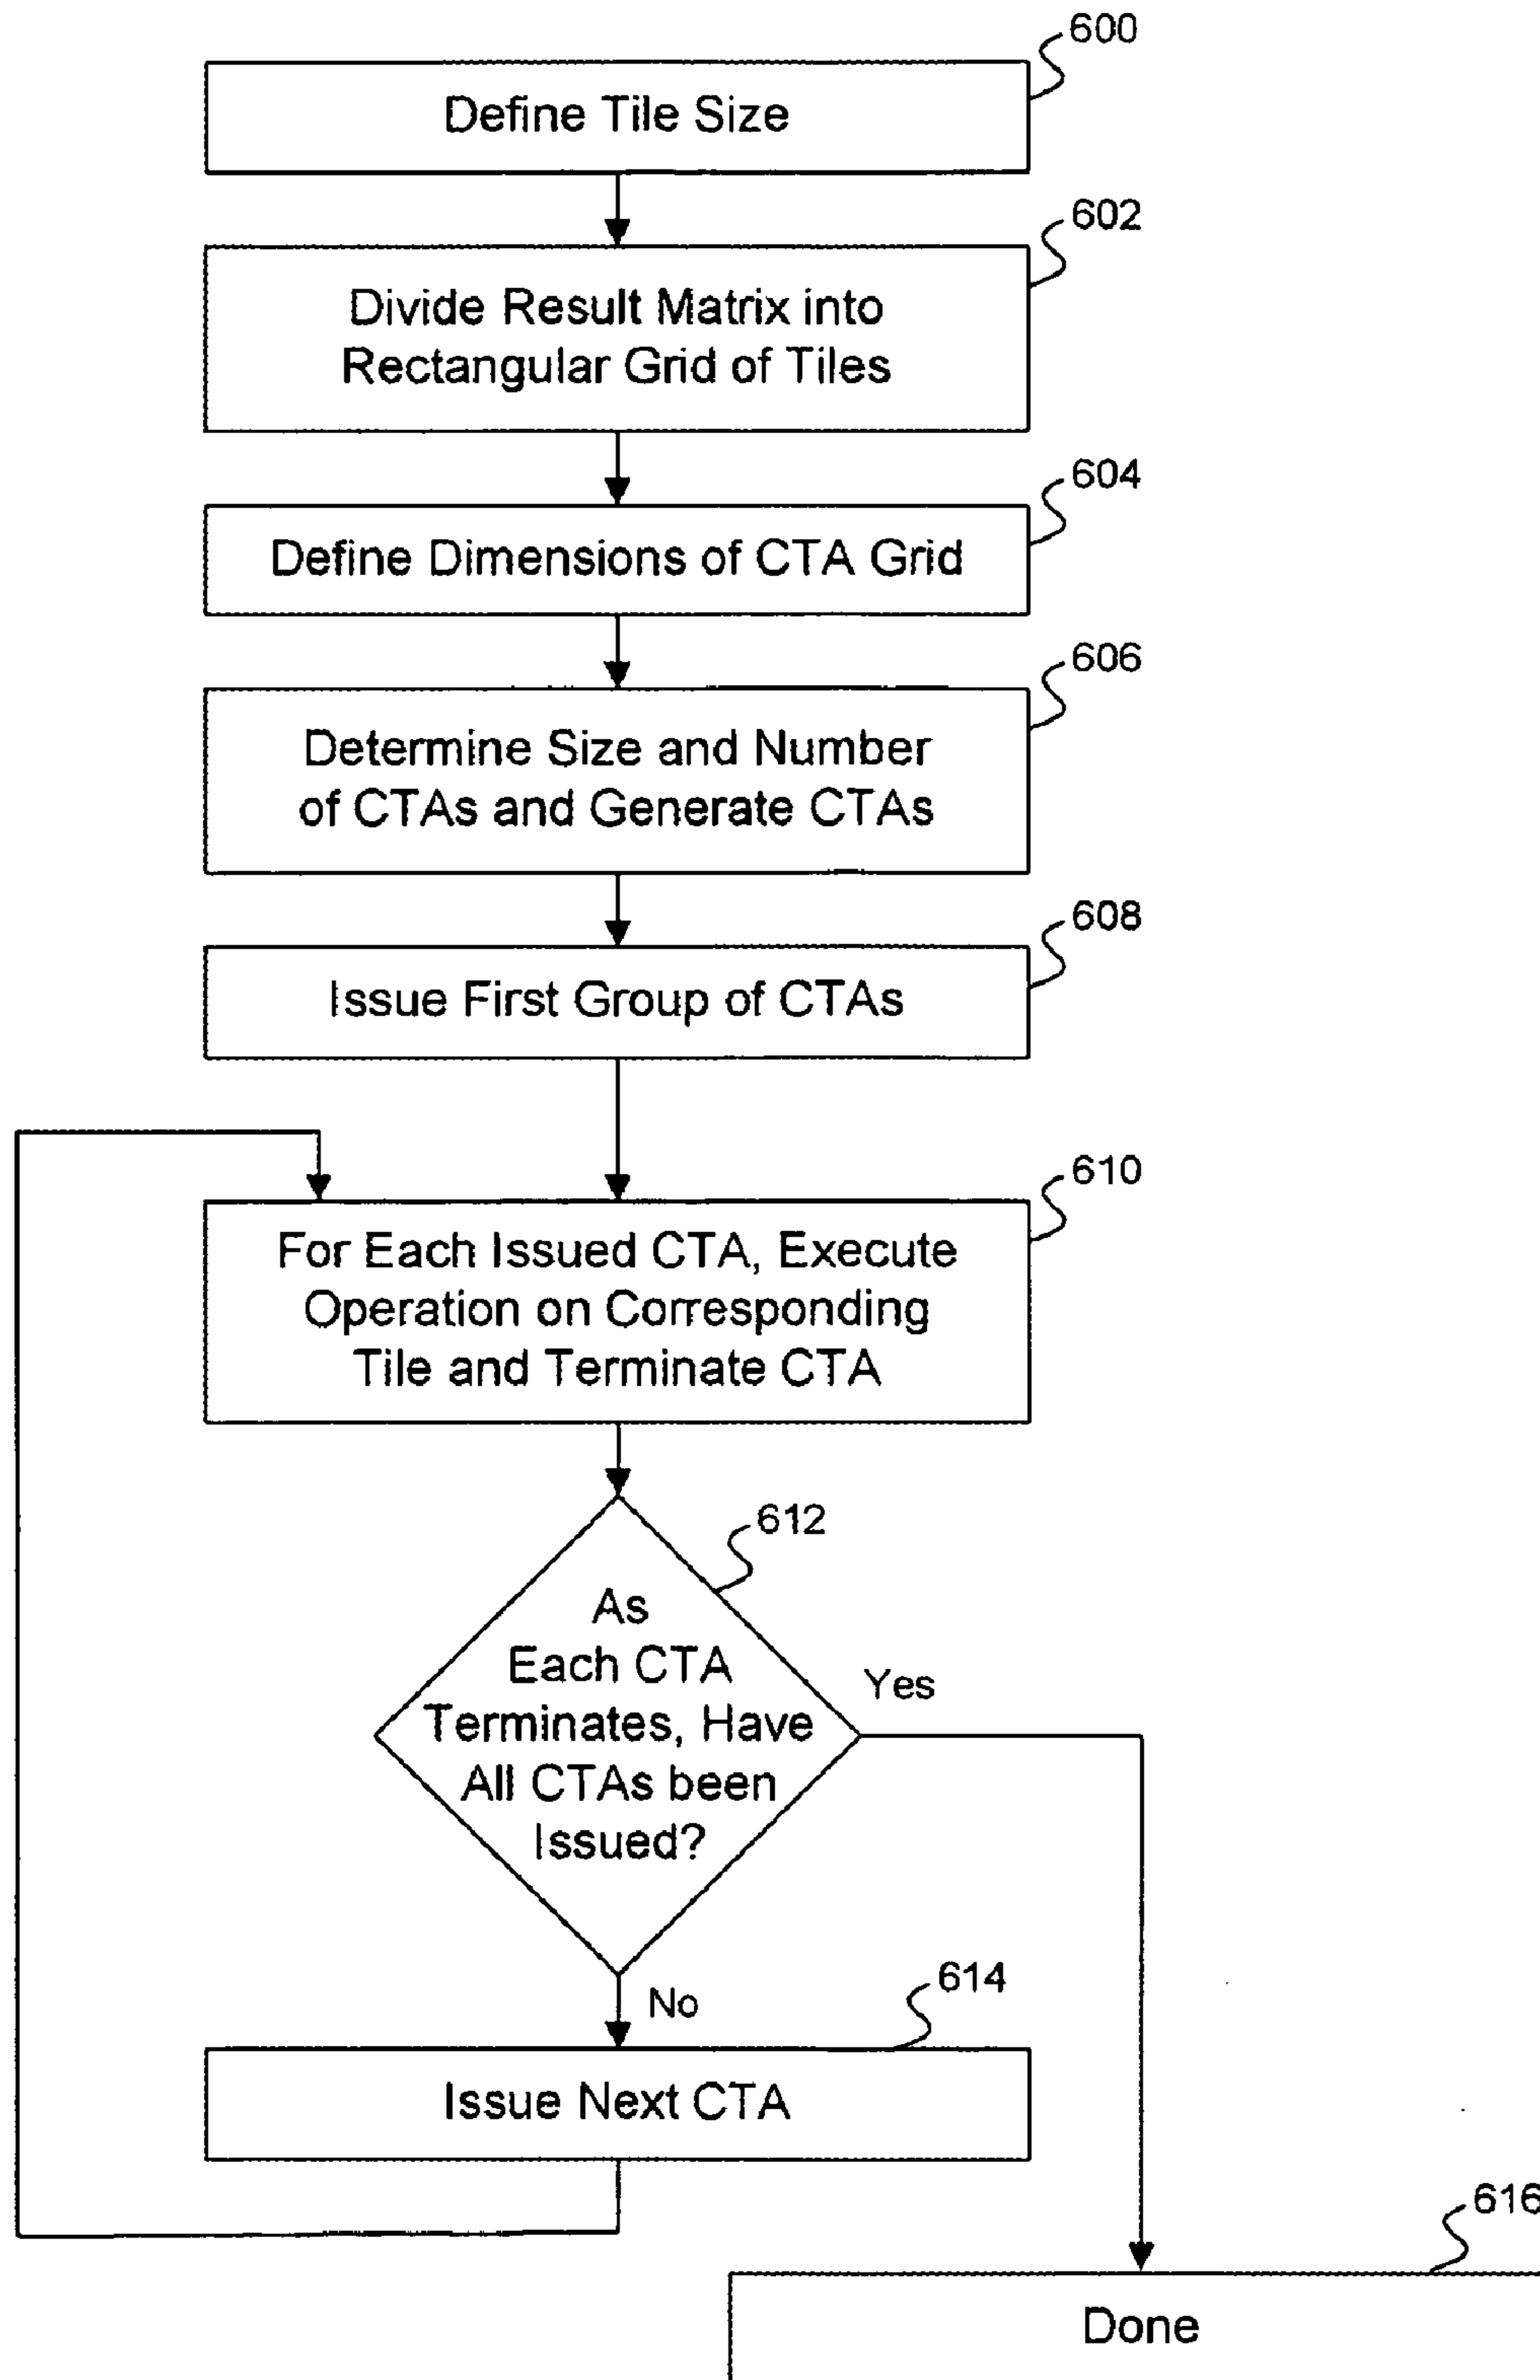 600
Define Tile Size
602
Divide Result Matrix into
Rectangular Grid of Tiles
604
Define Dimensions of CTA Grid
606
Determine Size and Number
of CTAs and Generate CTAs
608
Issue First Group of CTAs
610
For Each Issued CTA, Execute
Operation on Corresponding
Tile and Terminate CTA
612
As
Each CTA
Terminates, Have
All CTAs been
Issued?
Yes
No
614
Issue Next CTA
616
Done